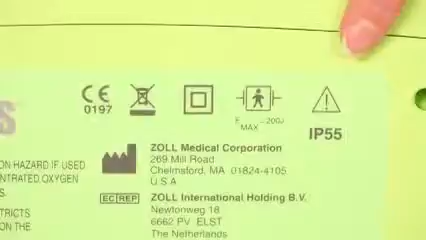 CE
0197
E MAX = 200J
IP55
S
ON HAZARD IF USED
NTRATED OXYGEN
S.
TRICTS
ON THE
ZOLL Medical Corporation
269 Mill Road
Chelmsford, MA 01824-4105
U.S.A
EC REP
ZOLL International Holding B.V.
Newtonweg 18
6662 PV ELST
The Netherlands